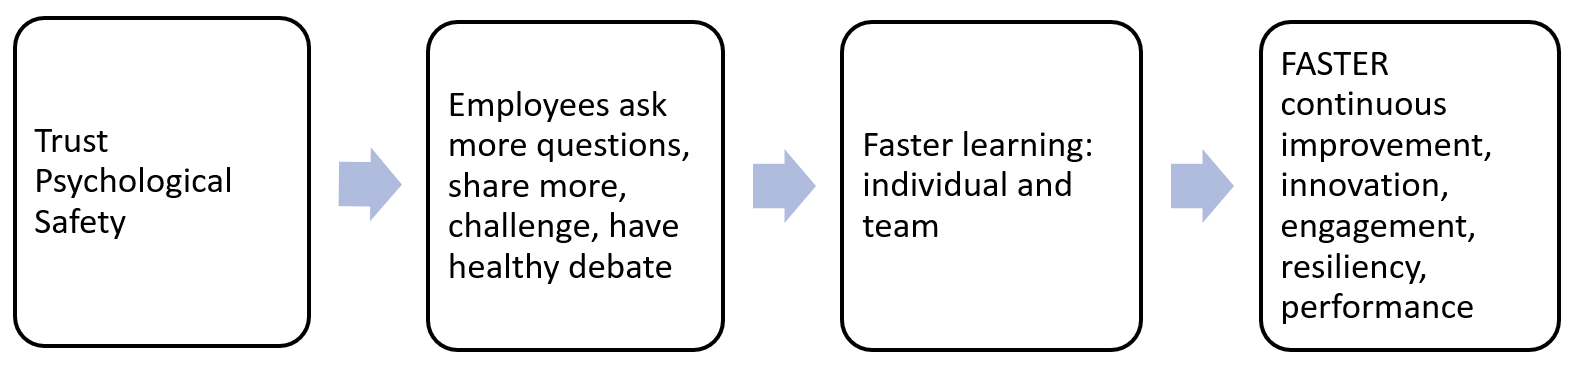 Trust
Psychological
Safety
Employees ask
more questions,
share more,
challenge, have
healthy debate
Faster learning:
individual and
team
FASTER
continuous
improvement,
innovation,
engagement,
resiliency,
performance